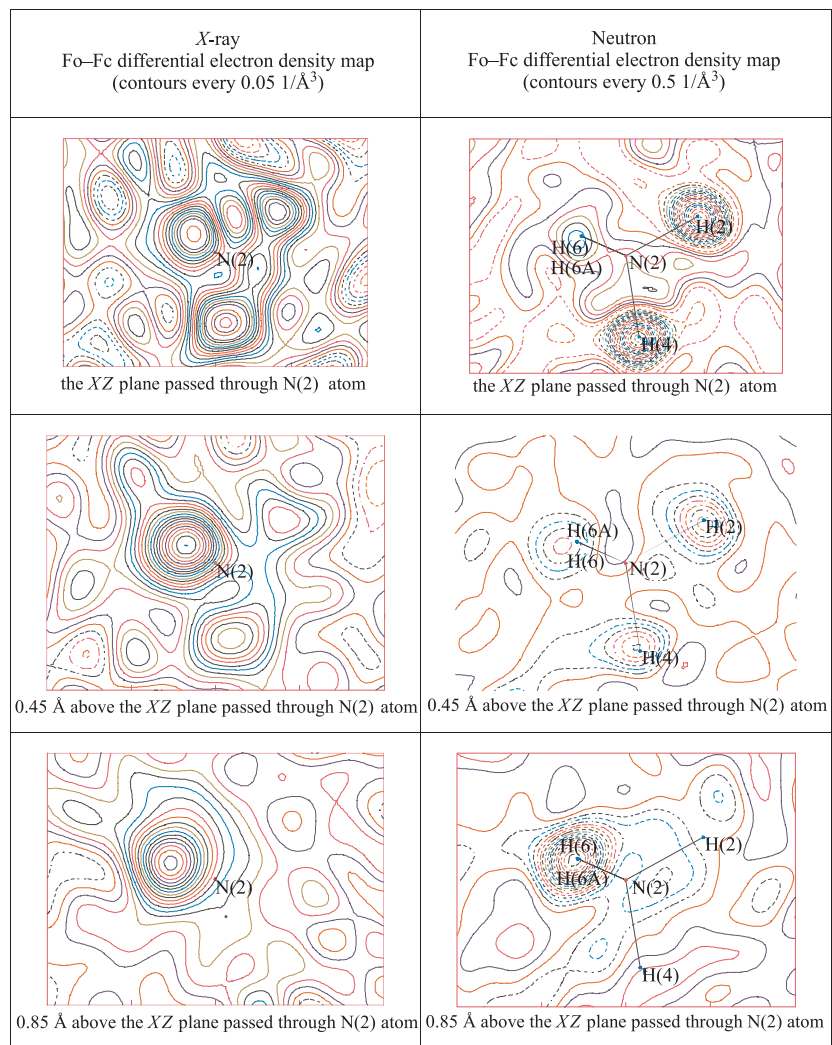 X-ray
Fo–Fc differential electron density map
(contours every 0.05 1/Å³)
Neutron
Fo–Fc differential electron density map
(contours every 0.5 1/Å³)
N(2)
the XZ plane passed through N(2) atom
H(2)
H(6)
H(6A)
N(2)
H(4)
the XZ plane passed through N(2) atom
N(2)
0.45 Å above the XZ plane passed through N(2) atom
H(6A)
H(2)
H(6)
N(2)
H(4)
0.45 Å above the XZ plane passed through N(2) atom
N(2)
0.85 Å above the XZ plane passed through N(2) atom
H(6)
H(2)
H(6A)
N(2)
H(4)
0.85 Å above the XZ plane passed through N(2) atom